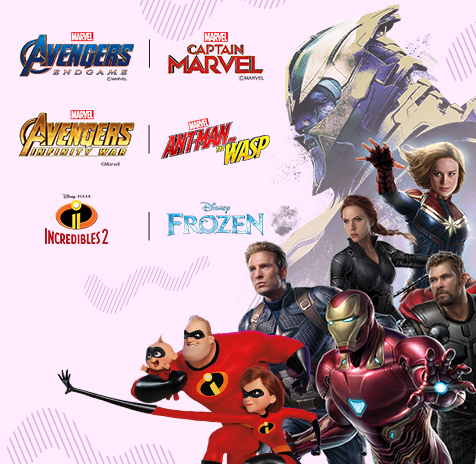 MARVEL
AVENGERS
ENDGAME
©MARVEL
MARVEL
CAPTAIN
MARVEL
©MARVEL
MARVEL
AVENGERS
INFINITY WAR
©Marvel
MARVEL
ANT-MAN
AND THE
WASP
Disney · PIXAR
INCREDIBLES 2
Disney
FROZEN